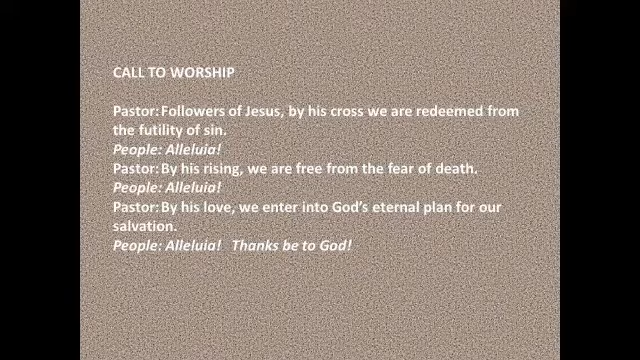 CALL TO WORSHIP
Pastor: Followers of Jesus, by his cross we are redeemed from
the futility of sin.
People: Alleluia!
Pastor: By his rising, we are free from the fear of death.
People: Alleluia!
Pastor: By his love, we enter into God’s eternal plan for our
salvation.
People: Alleluia!   Thanks be to God!